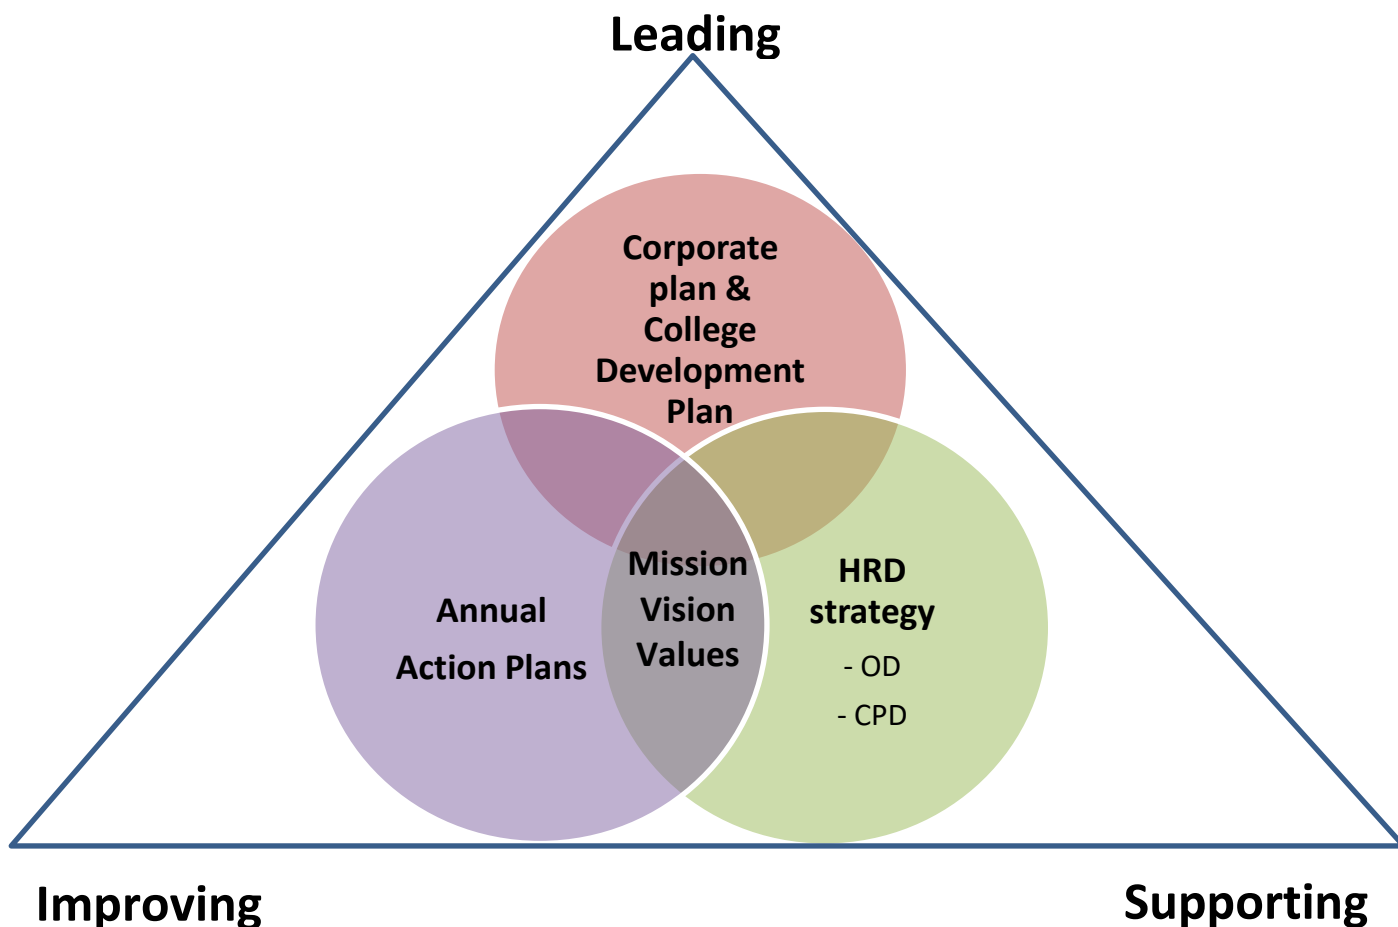 Leading
Corporate
plan &
College
Development
Plan
Annual
Action Plans
Mission
Vision
Values
HRD
strategy
- OD
- CPD
Improving
Supporting